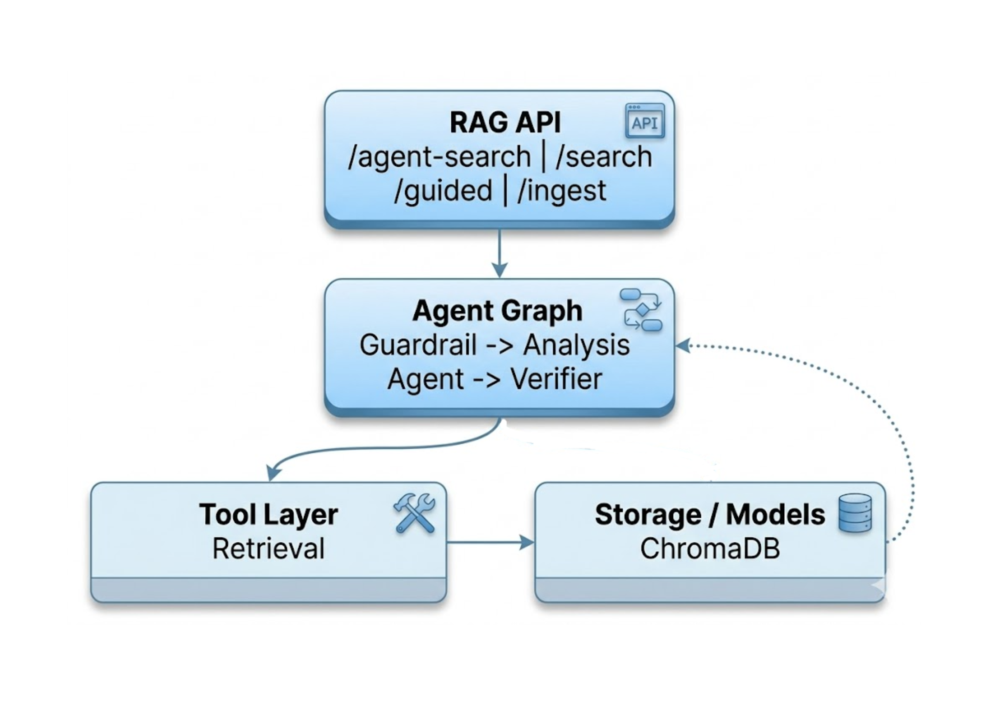 RAG API
API
/agent-search | /search
/guided | /ingest
Agent Graph
Guardrail -> Analysis
Agent -> Verifier
Tool Layer
Retrieval
Storage / Models
ChromaDB